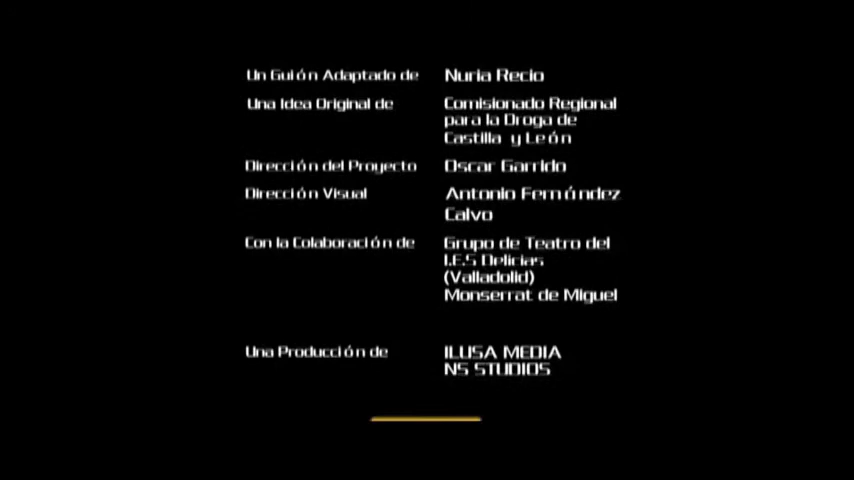 Un Guión Adaptado de Nuria Recio
Una Idea Original de Comisionado Regional
para la Droga de
Castilla y León
Dirección del Proyecto Oscar Garrido
Dirección Visual Antonio Fernández
Calvo
Con la Colaboración de Grupo de Teatro del
I.E.S Delicias
(Valladolid)
Monserrat de Miguel
Una Producción de ILUSA MEDIA
NS STUDIOS